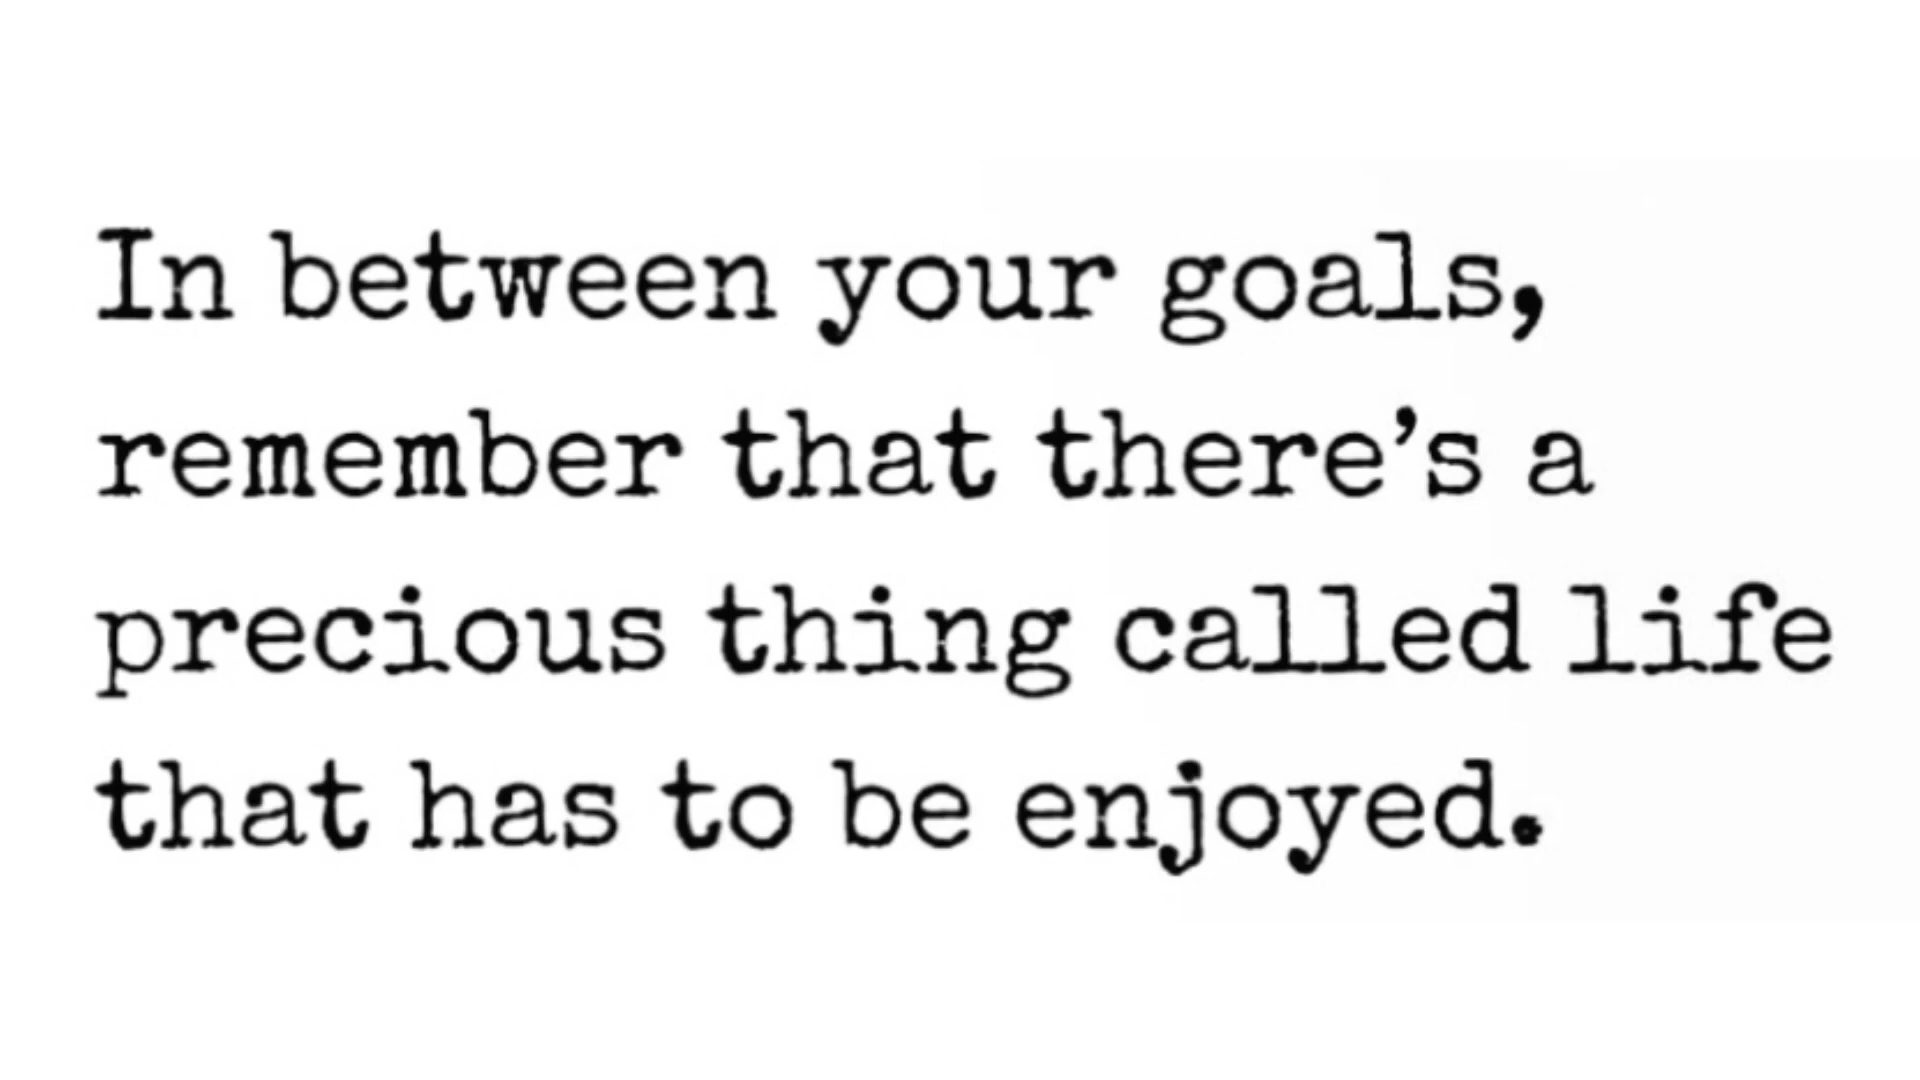 In between your goals,
remember that there’s a
precious thing called life
that has to be enjoyed.